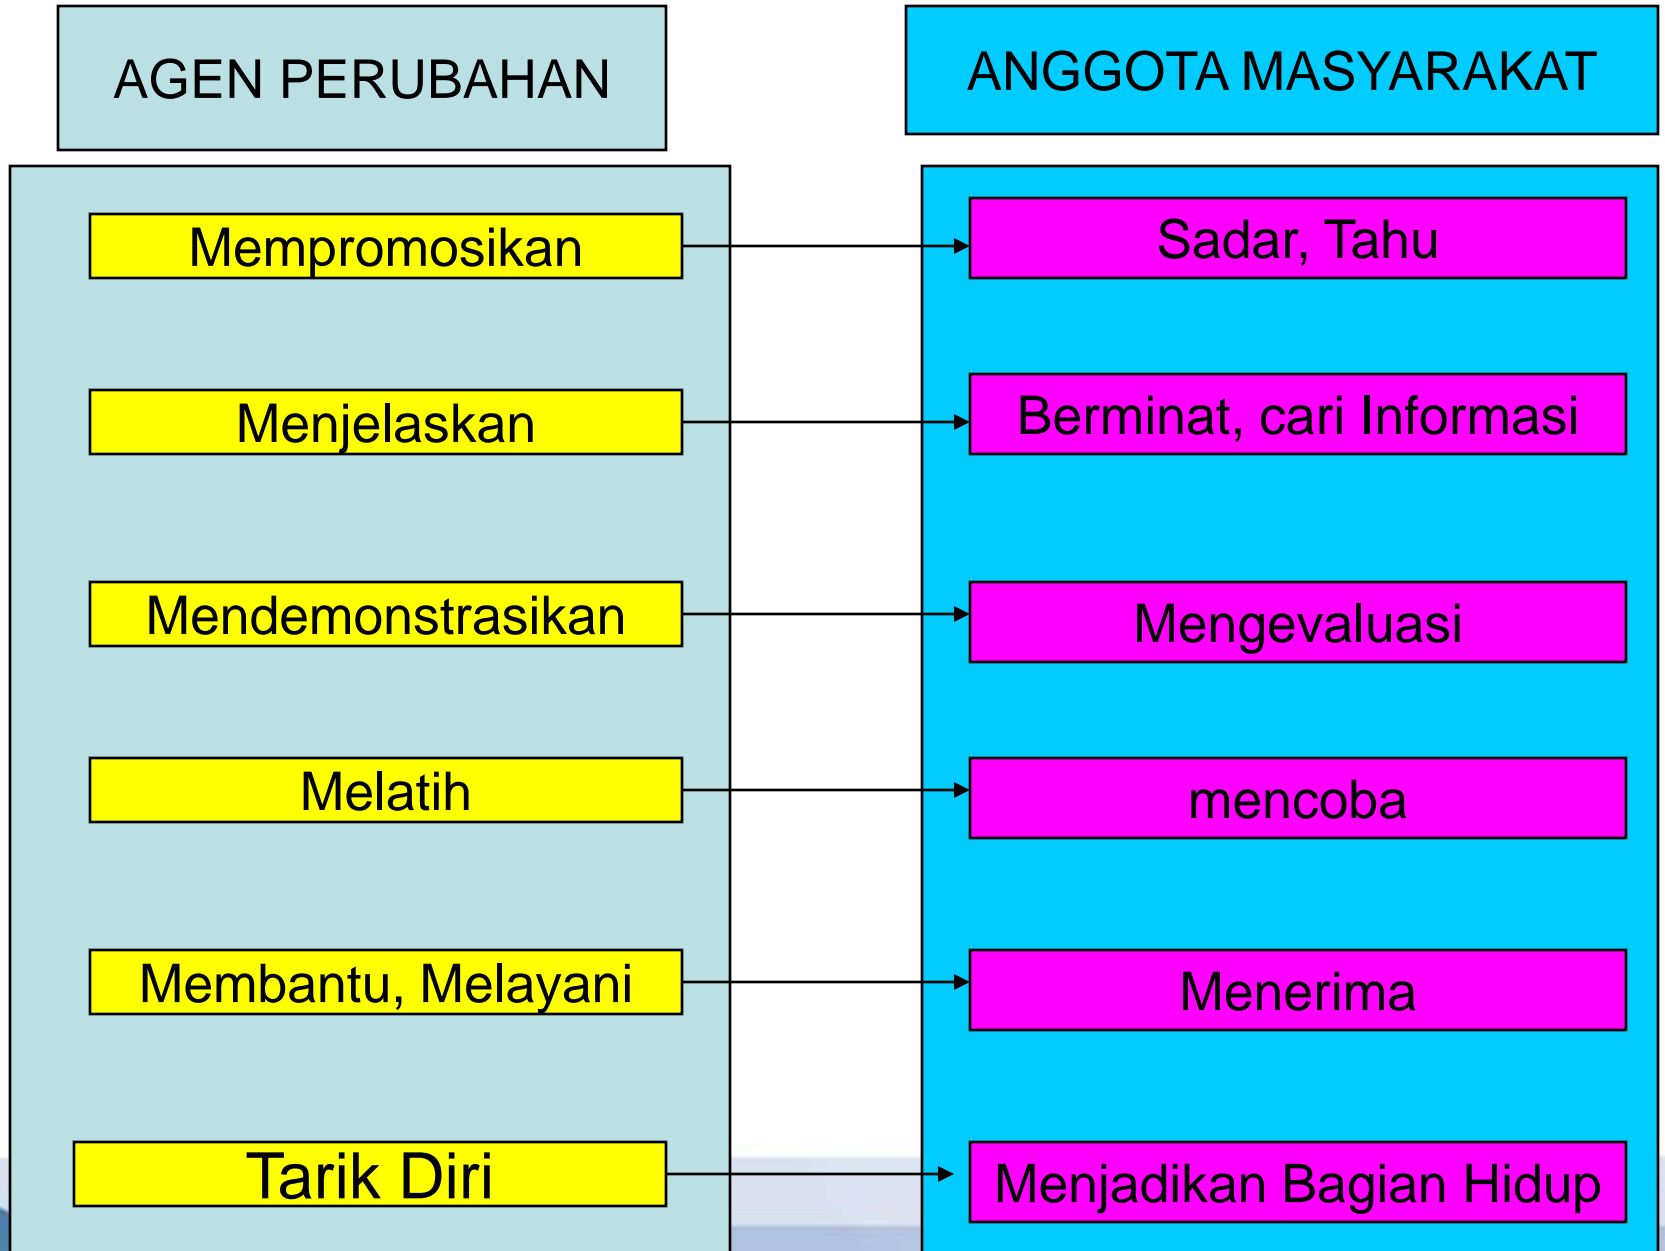 AGEN PERUBAHAN
ANGGOTA MASYARAKAT
Mempromosikan
Sadar, Tahu
Menjelaskan
Berminat, cari Informasi
Mendemonstrasikan
Mengevaluasi
Melatih
mencoba
Membantu, Melayani
Menerima
Tarik Diri
Menjadikan Bagian Hidup